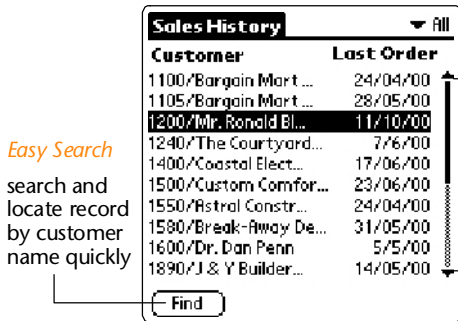 Sales History
All
Customer Last Order
1100/Bargain Mart ... 24/04/00
1105/Bargain Mart ... 28/05/00
1200/Mr. Ronald Bl... 11/10/00
1240/The Courtyard... 7/6/00
1400/Coastal Elect... 17/06/00
1500/Custom Comfor... 23/06/00
1550/Astral Constr... 24/04/00
1580/Break-Away De... 31/05/00
1600/Dr. Dan Penn 5/5/00
1890/J & Y Builder... 14/05/00
Find
Easy Search
search and
locate record
by customer
name quickly